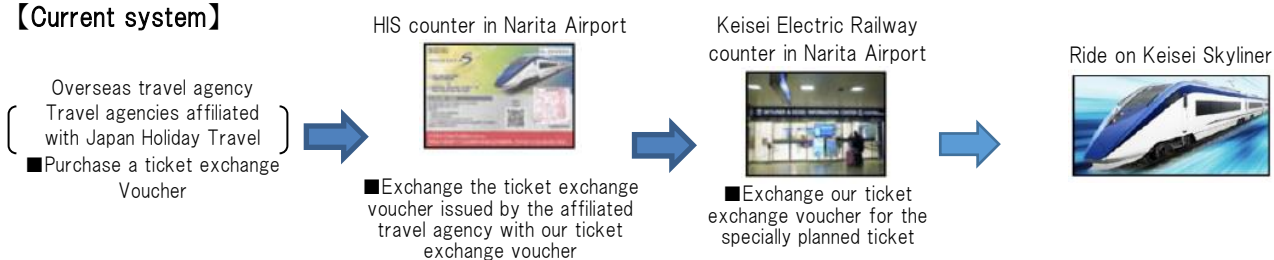 【Current system】
Overseas travel agency
Travel agencies affiliated
with Japan Holiday Travel
■Purchase a ticket exchange
Voucher
HIS counter in Narita Airport
■Exchange the ticket exchange
voucher issued by the affiliated
travel agency with our ticket
exchange voucher
Keisei Electric Railway
counter in Narita Airport
■Exchange our ticket
exchange voucher for the
specially planned ticket
Ride on Keisei Skyliner